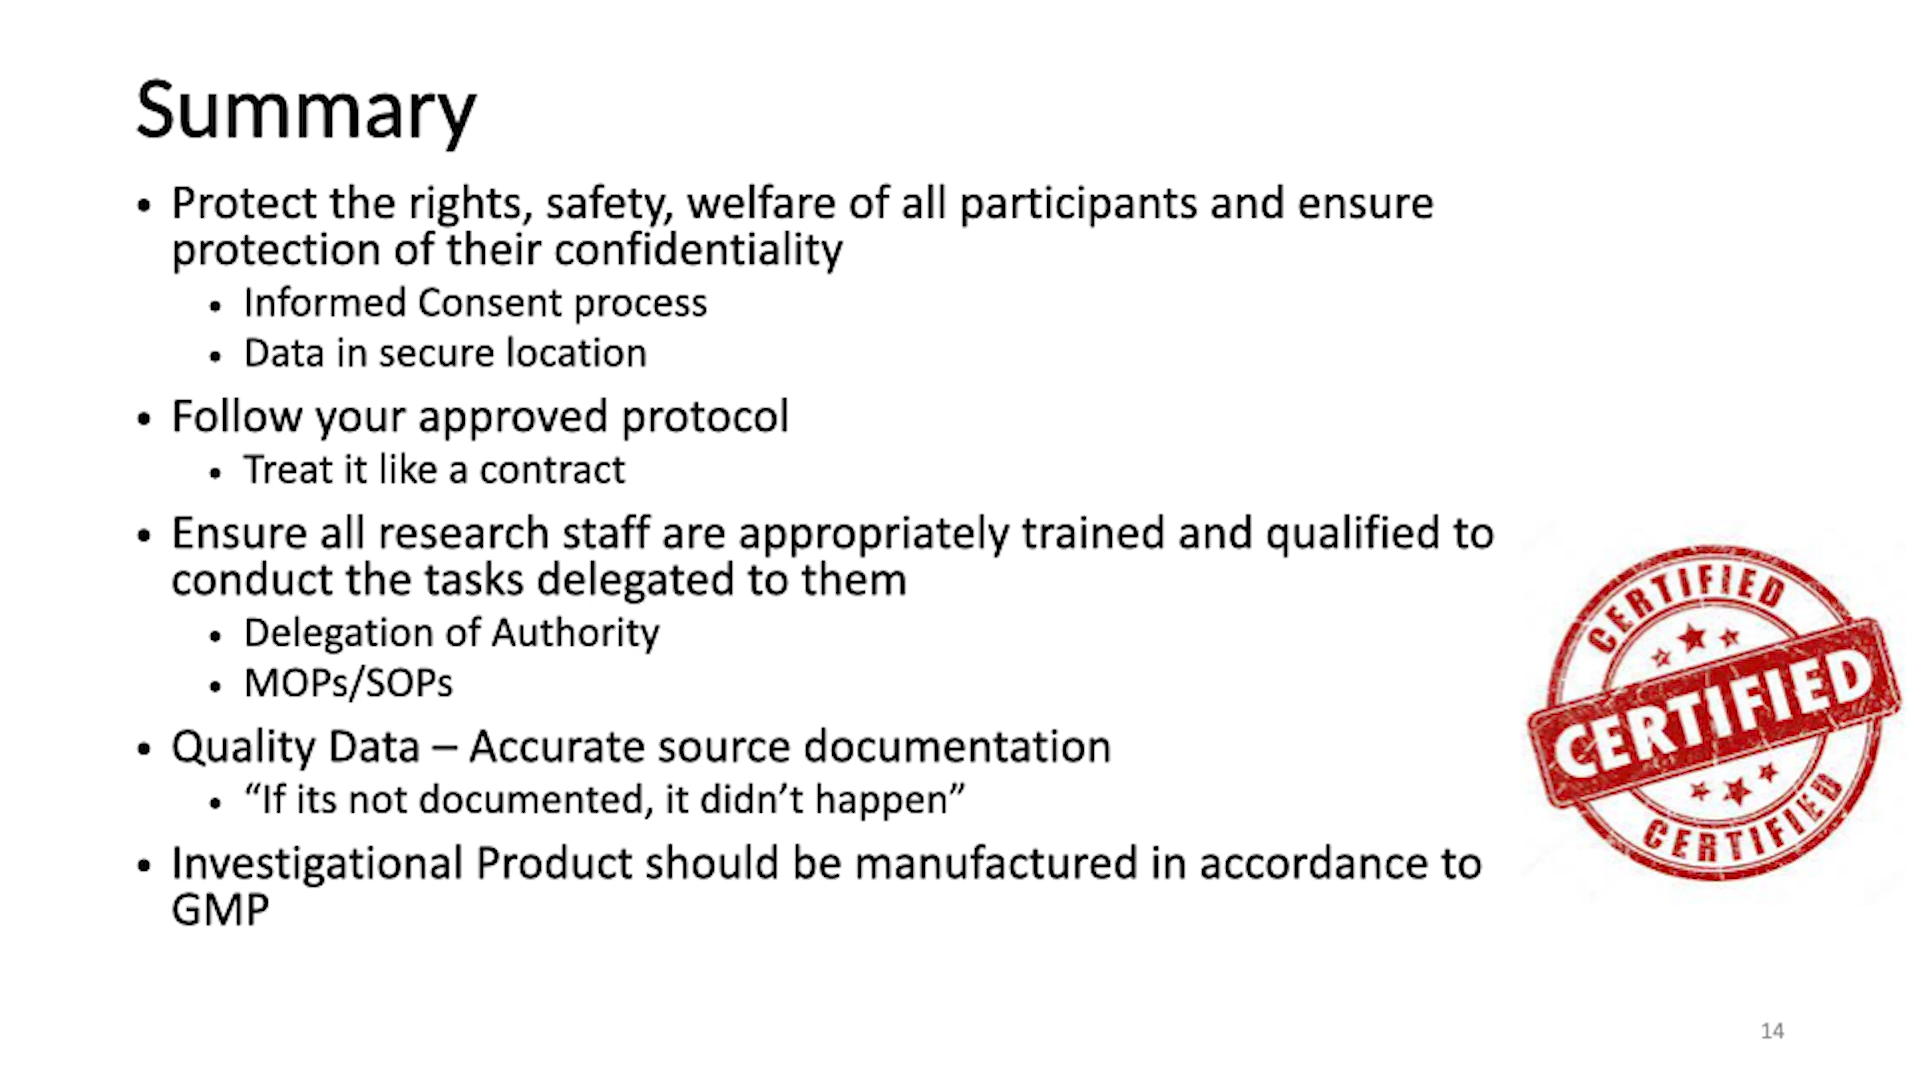 Summary
• Protect the rights, safety, welfare of all participants and ensure
protection of their confidentiality
• Informed Consent process
• Data in secure location
• Follow your approved protocol
• Treat it like a contract
• Ensure all research staff are appropriately trained and qualified to
conduct the tasks delegated to them
• Delegation of Authority
• MOPs/SOPs
• Quality Data – Accurate source documentation
• “If its not documented, it didn’t happen”
• Investigational Product should be manufactured in accordance to
GMP
CERTIFIED
CERTIFIED
CERTIFIED
14